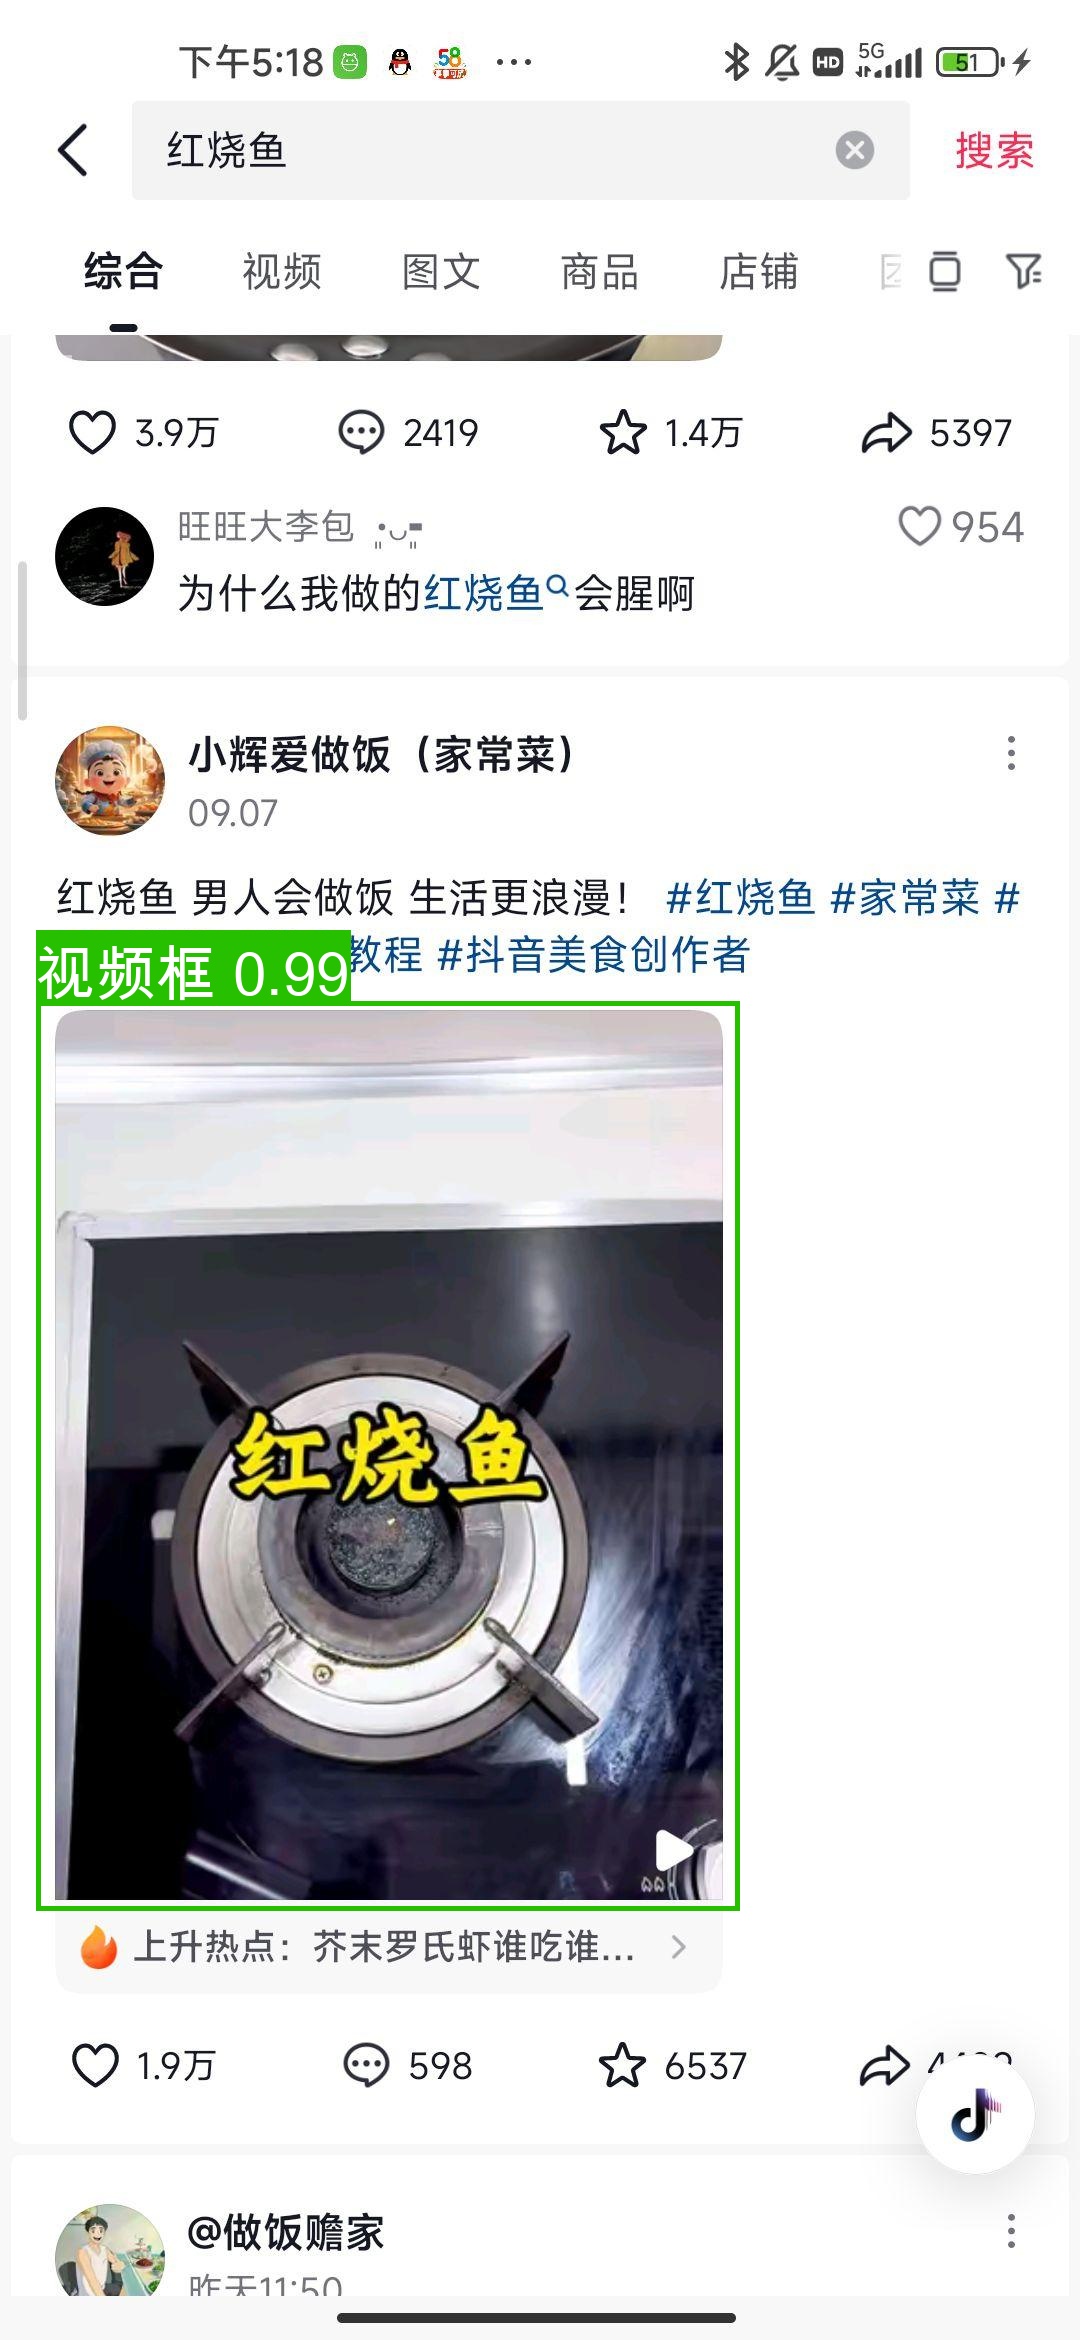 下午5:18 58 ... HD 5G 51
红烧鱼 搜索
综合 视频 图文 商品 店铺
3.9万 2419 1.4万 5397
旺旺大李包 954
为什么我做的红烧鱼会腥啊
小辉爱做饭（家常菜）
09.07
红烧鱼 男人会做饭 生活更浪漫！ #红烧鱼 #家常菜 #
教程 #抖音美食创作者
视频框 0.99
红烧鱼
上升热点：芥末罗氏虾谁吃谁...
1.9万 598 6537
@做饭赡家
昨天11:50